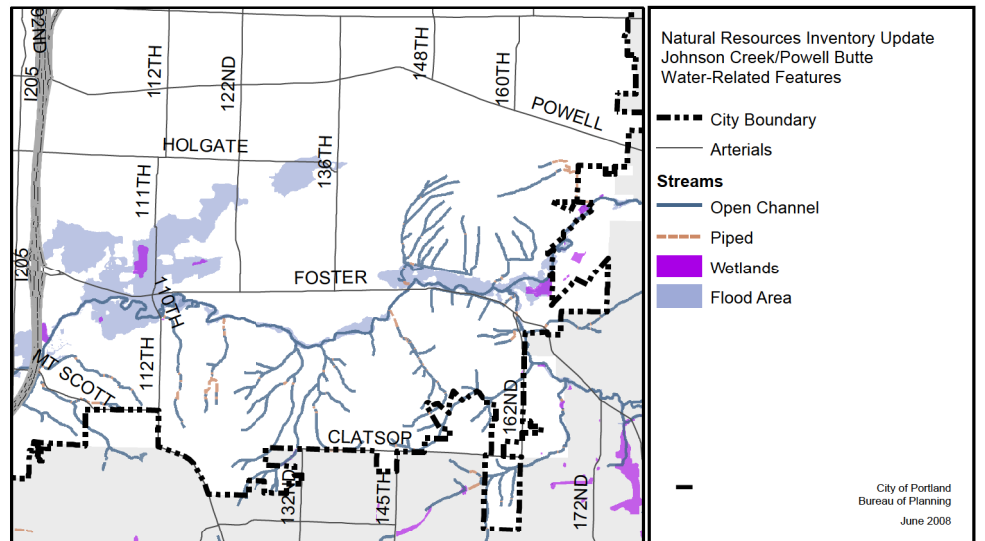 92ND
I205
112TH
122ND
148TH
160TH
POWELL
HOLGATE
136TH
111TH
I205
FOSTER
110TH
112TH
MT SCOTT
162ND
CLATSOP
132ND
145TH
172ND
Natural Resources Inventory Update
Johnson Creek/Powell Butte
Water-Related Features
City Boundary
Arterials
Streams
Open Channel
Piped
Wetlands
Flood Area
City of Portland
Bureau of Planning
June 2008